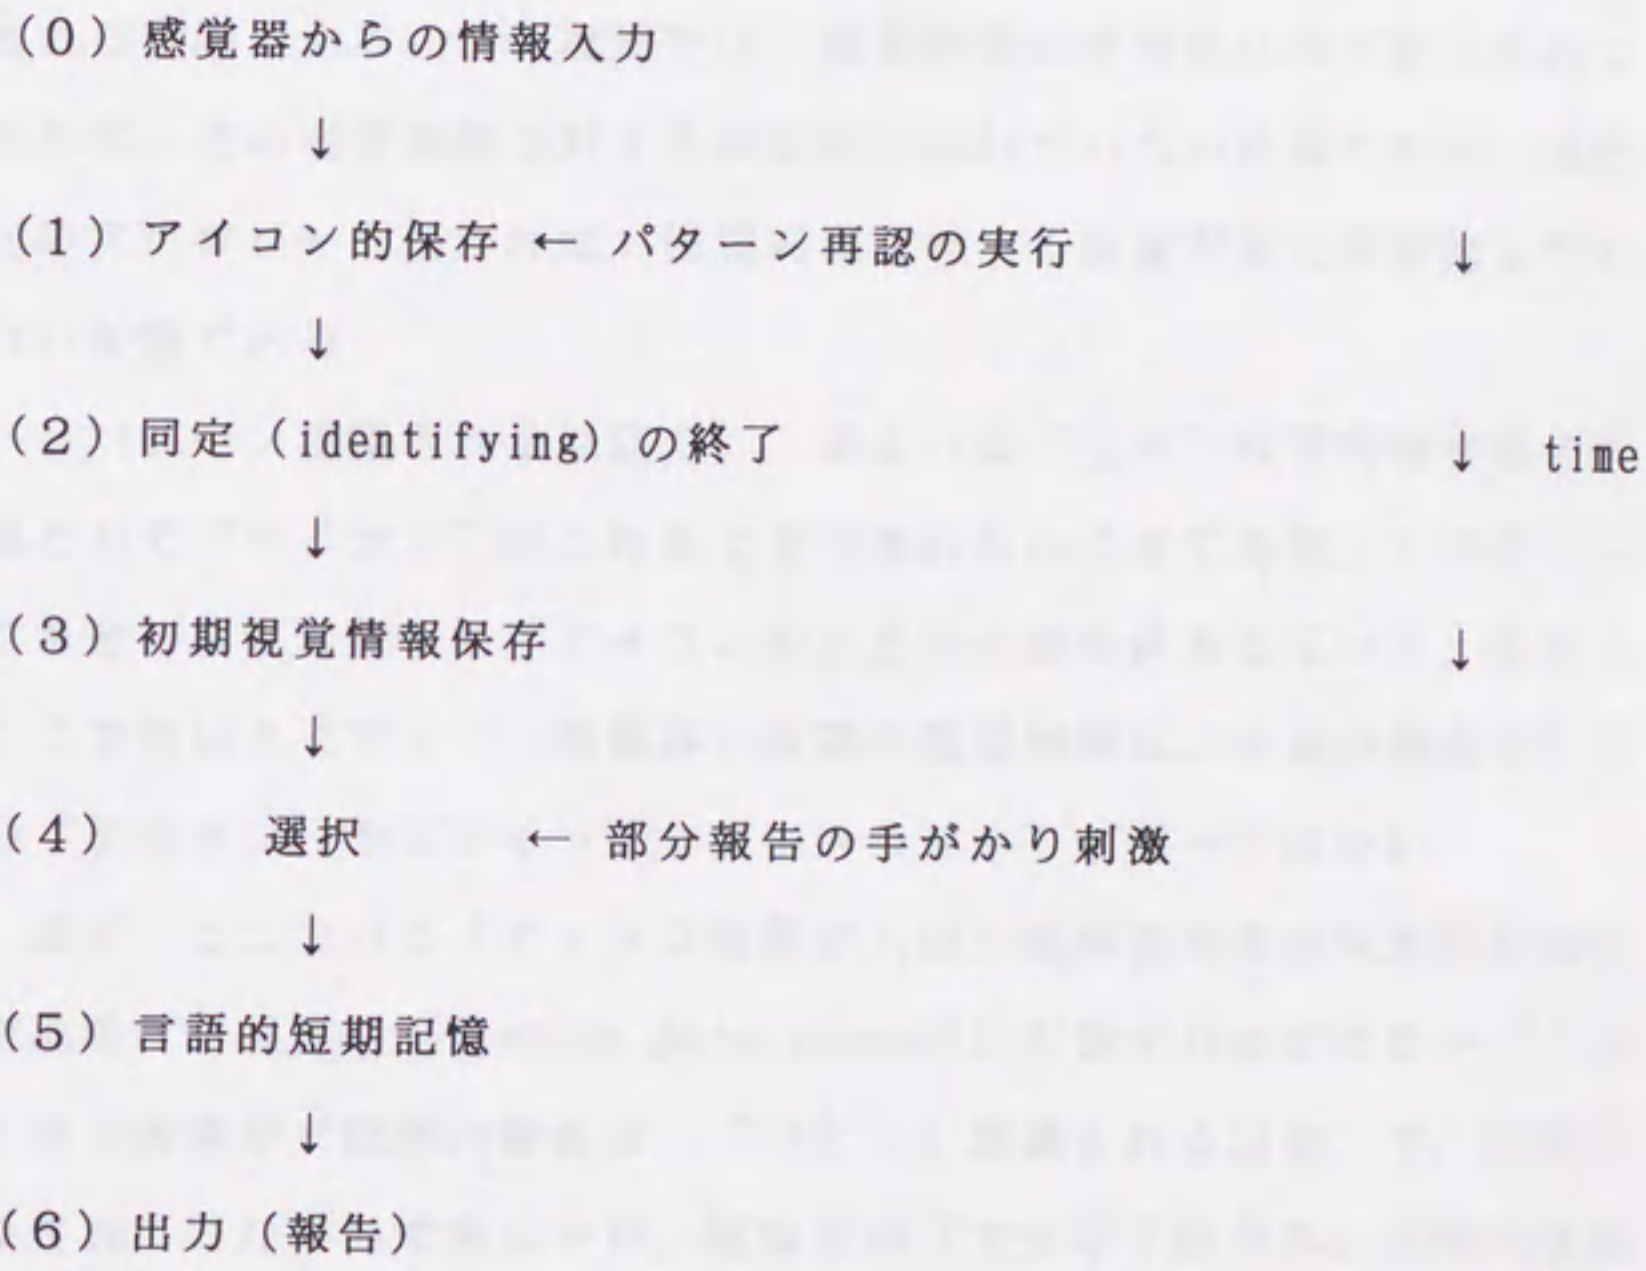 (0) 感覚器からの情報入力
↓
(1) アイコン的保存 ← パターン再認の実行 ↓
↓
(2) 同定 (identifying) の終了 ↓ time
↓
(3) 初期視覚情報保存 ↓
↓
(4) 選択 ← 部分報告の手がかり刺激
↓
(5) 言語的短期記憶
↓
(6) 出力 (報告)